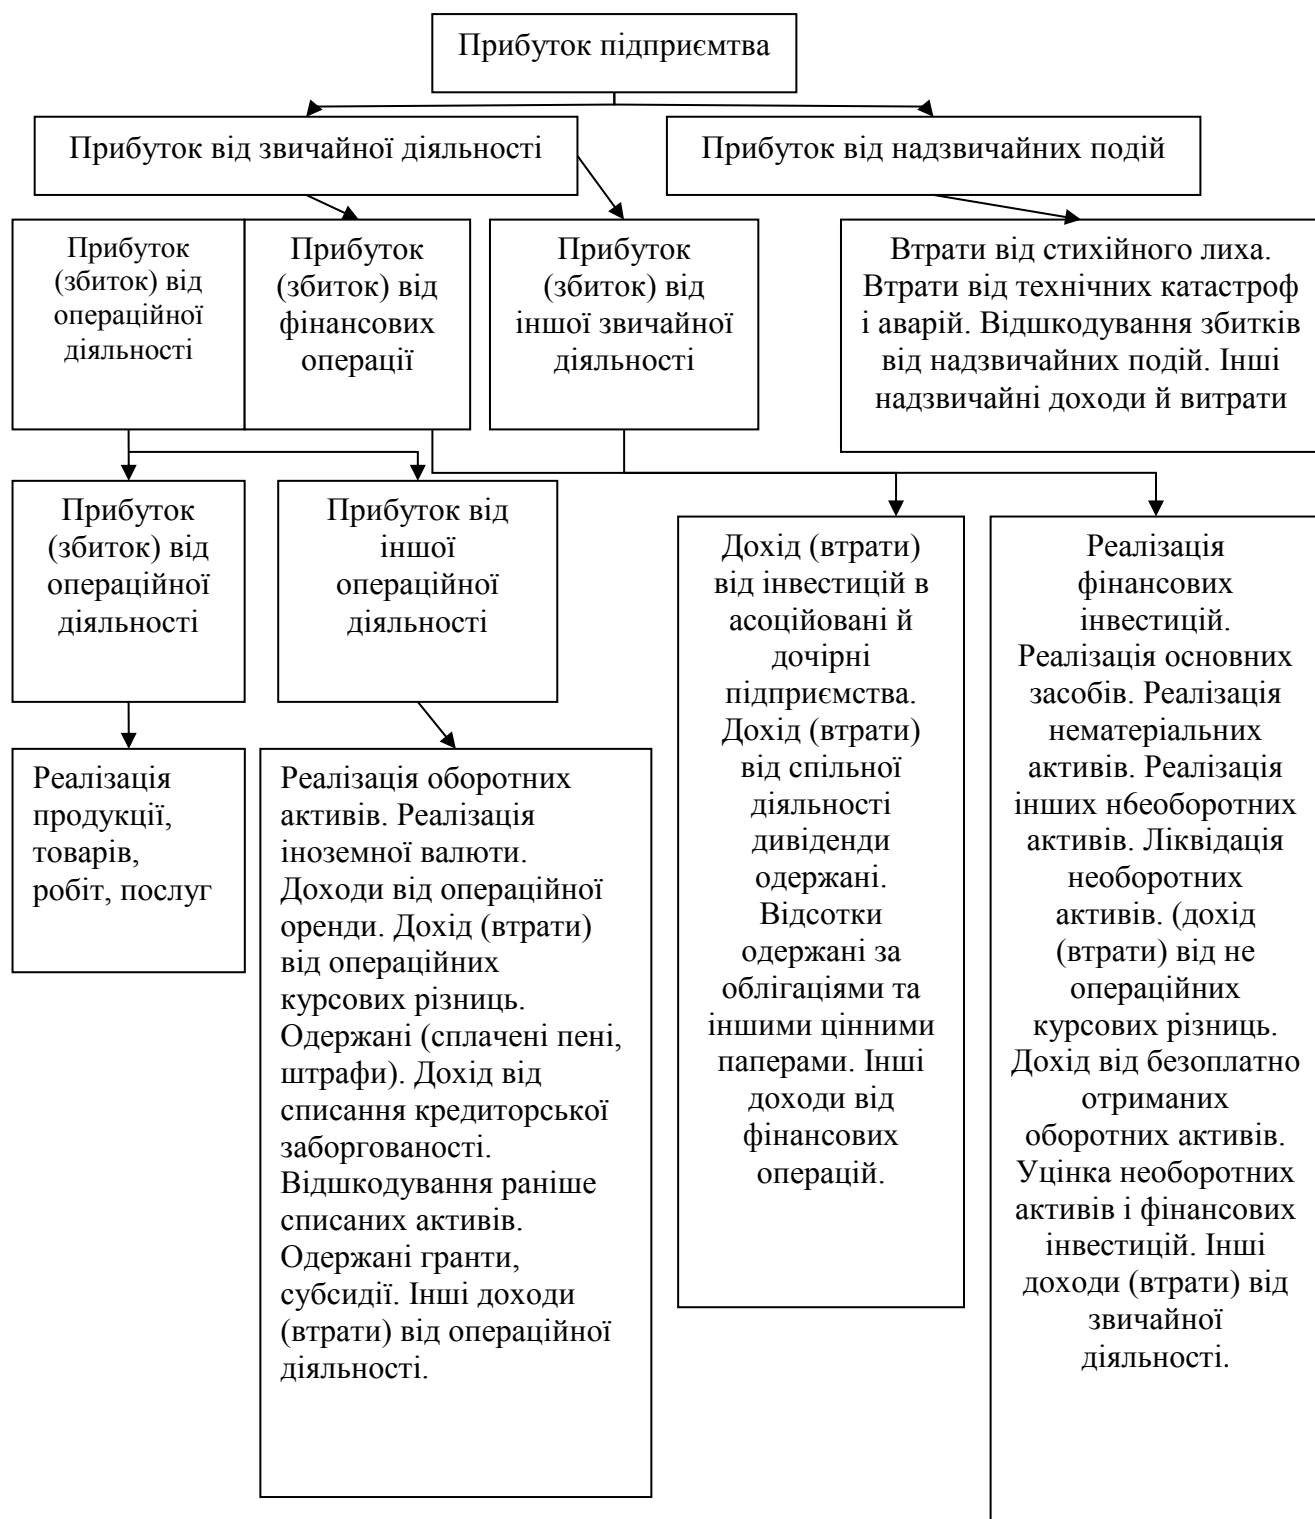 Прибуток підприємтва
Прибуток від звичайної діяльності
Прибуток від надзвичайних подій
Прибуток
(збиток) від
операційної
діяльності
Прибуток
(збиток) від
фінансових
операції
Прибуток
(збиток) від
іншої звичайної
діяльності
Втрати від стихійного лиха.
Втрати від технічних катастроф
і аварій. Відшкодування збитків
від надзвичайних подій. Інші
надзвичайні доходи й витрати
Прибуток
(збиток) від
операційної
діяльності
Прибуток від
іншої
операційної
діяльності
Дохід (втрати)
від інвестицій в
асоційовані й
дочірні
підприємства.
Дохід (втрати)
від спільної
діяльності
дивіденди
одержані.
Відсотки
одержані за
облігаціями та
іншими цінними
паперами. Інші
доходи від
фінансових
операцій.
Реалізація
фінансових
інвестицій.
Реалізація основних
засобів. Реалізація
нематеріальних
активів. Реалізація
інших нбеоборотних
активів. Ліквідація
необоротних
активів. (дохід
(втрати) від не
операційних
курсових різниць.
Дохід від безоплатно
отриманих
оборотних активів.
Уцінка необоротних
активів і фінансових
інвестицій. Інші
доходи (втрати) від
звичайної
діяльності.
Реалізація
продукції,
товарів,
робіт, послуг
Реалізація оборотних
активів. Реалізація
іноземної валюти.
Доходи від операційної
оренди. Дохід (втрати)
від операційних
курсових різниць.
Одержані (сплачені пені,
штрафи). Дохід від
списання кредиторської
заборгованості.
Відшкодування раніше
списаних активів.
Одержані гранти,
субсидії. Інші доходи
(втрати) від операційної
діяльності.